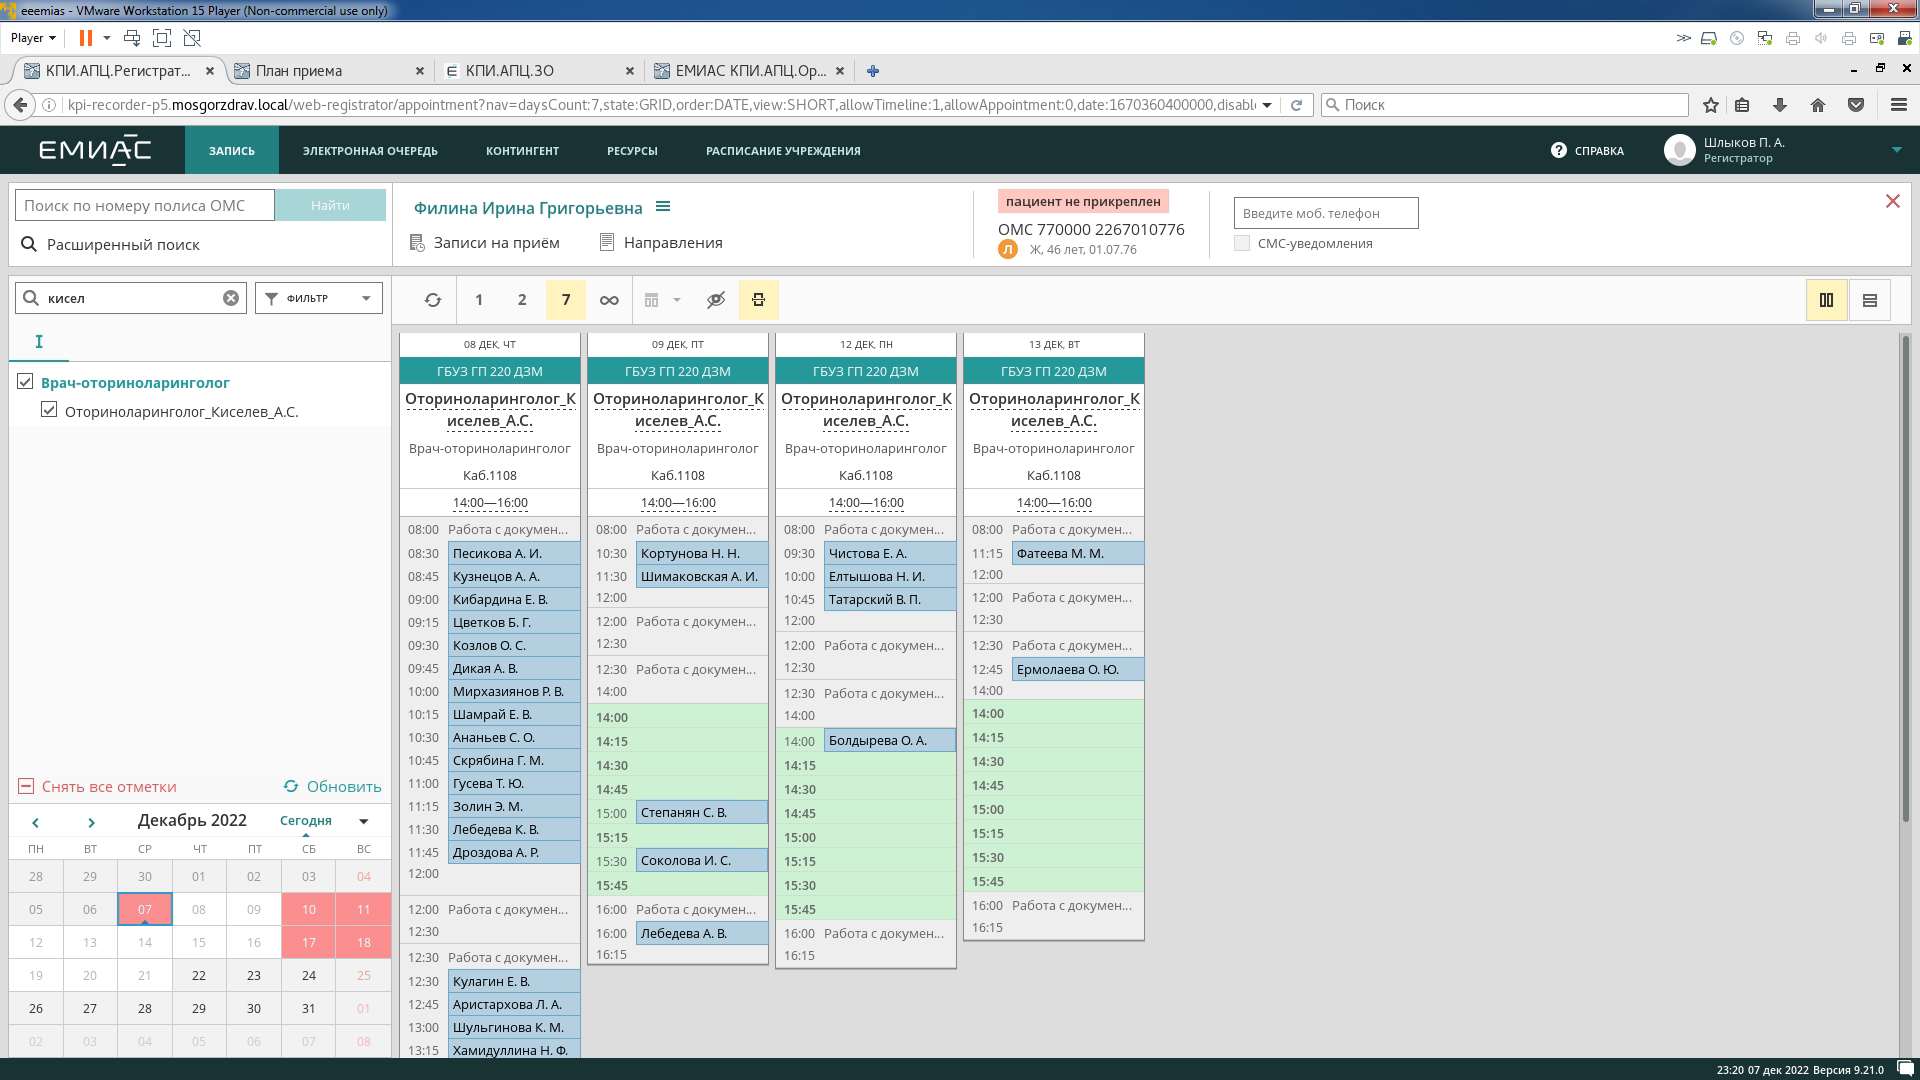 eeemias - VMware Workstation 15 Player (Non-commercial use only)
Player
КПИ.АПЦ.Регистрат...
План приема
КПИ.АПЦ.ЗО
ЕМИАС КПИ.АПЦ.Ор...
kpi-recorder-p5.mosgorzdrav.local/web-registrator/appointment?nav=daysCount:7,state:GRID,order:DATE,view:SHORT,allowTimeline:1,allowAppointment:0,date:1670360400000,disabl
Поиск
ЕМИАС
ЗАПИСЬ
ЭЛЕКТРОННАЯ ОЧЕРЕДЬ
КОНТИНГЕНТ
РЕСУРСЫ
РАСПИСАНИЕ УЧРЕЖДЕНИЯ
СПРАВКА
Шлыков П. А.
Регистратор
Поиск по номеру полиса ОМС
Найти
Расширенный поиск
Филина Ирина Григорьевна
Записи на приём
Направления
пациент не прикреплен
ОМС 770000 2267010776
Л Ж, 46 лет, 01.07.76
Введите моб. телефон
СМС-уведомления
кисел
ФИЛЬТР
1 2 7 ∞
I
Врач-оториноларинголог
Оториноларинголог_Киселев_А.С.
Снять все отметки
Обновить
Декабрь 2022
Сегодня
ПН ВТ СР ЧТ ПТ СБ ВС
28 29 30 01 02 03 04
05 06 07 08 09 10 11
12 13 14 15 16 17 18
19 20 21 22 23 24 25
26 27 28 29 30 31 01
02 03 04 05 06 07 08
08 ДЕК, ЧТ
ГБУЗ ГП 220 ДЗМ
Оториноларинголог_К
иселев_А.С.
Врач-оториноларинголог
Каб.1108
14:00—16:00
08:00 Работа с докумен...
08:30 Песикова А. И.
08:45 Кузнецов А. А.
09:00 Кибардина Е. В.
09:15 Цветков Б. Г.
09:30 Козлов О. С.
09:45 Дикая А. В.
10:00 Мирхазиянов Р. В.
10:15 Шамрай Е. В.
10:30 Ананьев С. О.
10:45 Скрябина Г. М.
11:00 Гусева Т. Ю.
11:15 Золин Э. М.
11:30 Лебедева К. В.
11:45 Дроздова А. Р.
12:00
12:00 Работа с докумен...
12:30
12:30 Работа с докумен...
12:30 Кулагин Е. В.
12:45 Аристархова Л. А.
13:00 Шульгинова К. М.
13:15 Хамидуллина Н. Ф.
09 ДЕК, ПТ
ГБУЗ ГП 220 ДЗМ
Оториноларинголог_К
иселев_А.С.
Врач-оториноларинголог
Каб.1108
14:00—16:00
08:00 Работа с докумен...
10:30 Кортунова Н. Н.
11:30 Шимаковская А. И.
12:00
12:00 Работа с докумен...
12:30
12:30 Работа с докумен...
14:00
14:00
14:15
14:30
14:45
15:00 Степанян С. В.
15:15
15:30 Соколова И. С.
15:45
16:00 Работа с докумен...
16:00 Лебедева А. В.
16:15
12 ДЕК, ПН
ГБУЗ ГП 220 ДЗМ
Оториноларинголог_К
иселев_А.С.
Врач-оториноларинголог
Каб.1108
14:00—16:00
08:00 Работа с докумен...
09:30 Чистова Е. А.
10:00 Елтышова Н. И.
10:45 Татарский В. П.
12:00
12:00 Работа с докумен...
12:30
12:30 Работа с докумен...
14:00
14:00 Болдырева О. А.
14:15
14:30
14:45
15:00
15:15
15:30
15:45
16:00 Работа с докумен...
16:15
13 ДЕК, ВТ
ГБУЗ ГП 220 ДЗМ
Оториноларинголог_К
иселев_А.С.
Врач-оториноларинголог
Каб.1108
14:00—16:00
08:00 Работа с докумен...
11:15 Фатеева М. М.
12:00
12:00 Работа с докумен...
12:30
12:30 Работа с докумен...
12:45 Ермолаева О. Ю.
14:00
14:00
14:15
14:30
14:45
15:00
15:15
15:30
15:45
16:00 Работа с докумен...
16:15
23:20 07 дек 2022 Версия 9.21.0